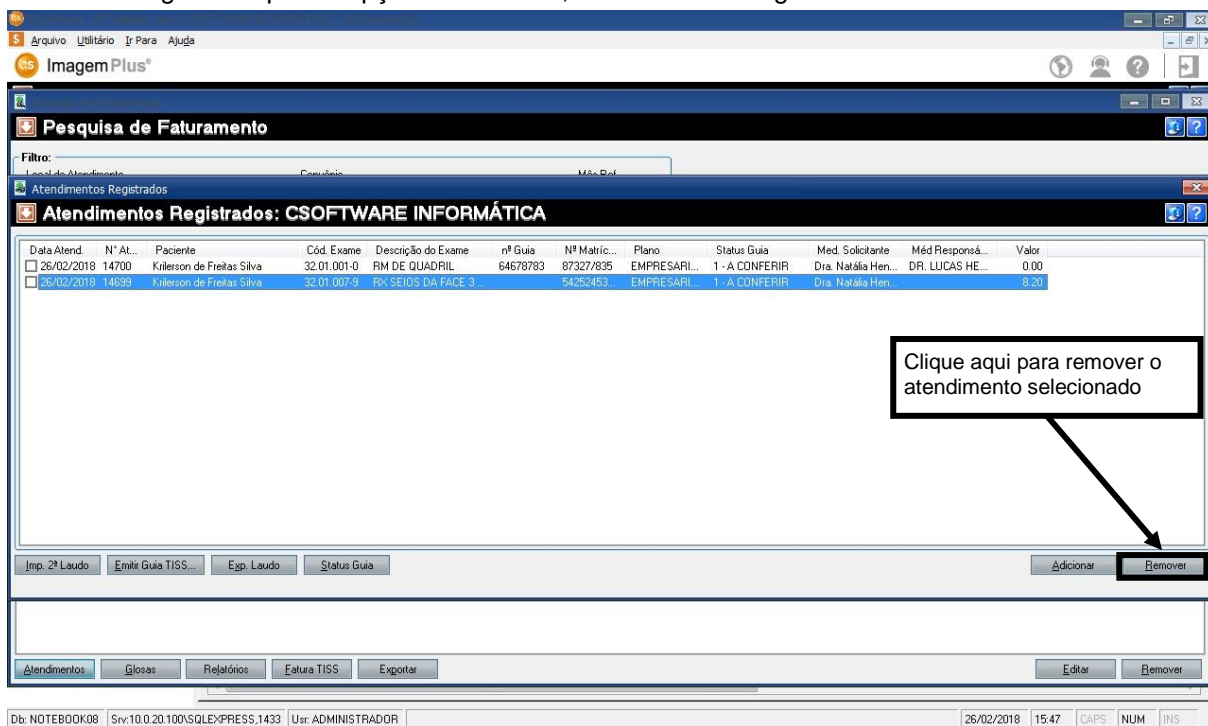 Arquivo Utilitário Ir Para Ajuda
ImagemPlus®
Pesquisa de Faturamento
Filtro:
Local de Atendimento Convênio Mês Ref
Atendimentos Registrados
Atendimentos Registrados: CSOFTWARE INFORMÁTICA
Data Atend. N° At... Paciente Cód. Exame Descrição do Exame nº Guia Nº Matríc... Plano Status Guia Med. Solicitante Méd Responsá... Valor
26/02/2018 14700 Krilerson de Freitas Silva 32.01.001-0 RM DE QUADRIL 64678783 87327/835 EMPRESARI... 1 - A CONFERIR Dra. Natália Hen... DR. LUCAS HE... 0.00
26/02/2018 14699 Krilerson de Freitas Silva 32.01.007-9 RX SEIOS DA FACE 3 ... 54252453... EMPRESARI... 1 - A CONFERIR Dra. Natália Hen... 8.20
Clique aqui para remover o
atendimento selecionado
Imp. 2ª Laudo Emitir Guia TISS... Exp. Laudo Status Guia Adicionar Remover
Atendimentos Glosas Relatórios Fatura TISS Exportar Editar Remover
Db: NOTEBOOK08 Srv:10.0.20.100\SQLEXPRESS,1433 Usr: ADMINISTRADOR 26/02/2018 15:47 CAPS NUM INS